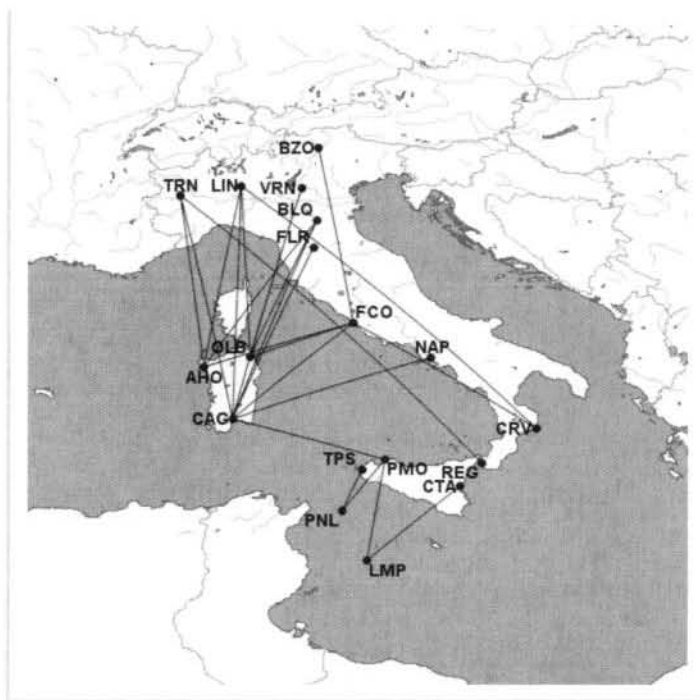 BZO
TRN LIN VRN
BLQ
FLR
FCO
OLB NAP
AHO
CAG CRV
TPS PMO REG
CTA
PNL
LMP